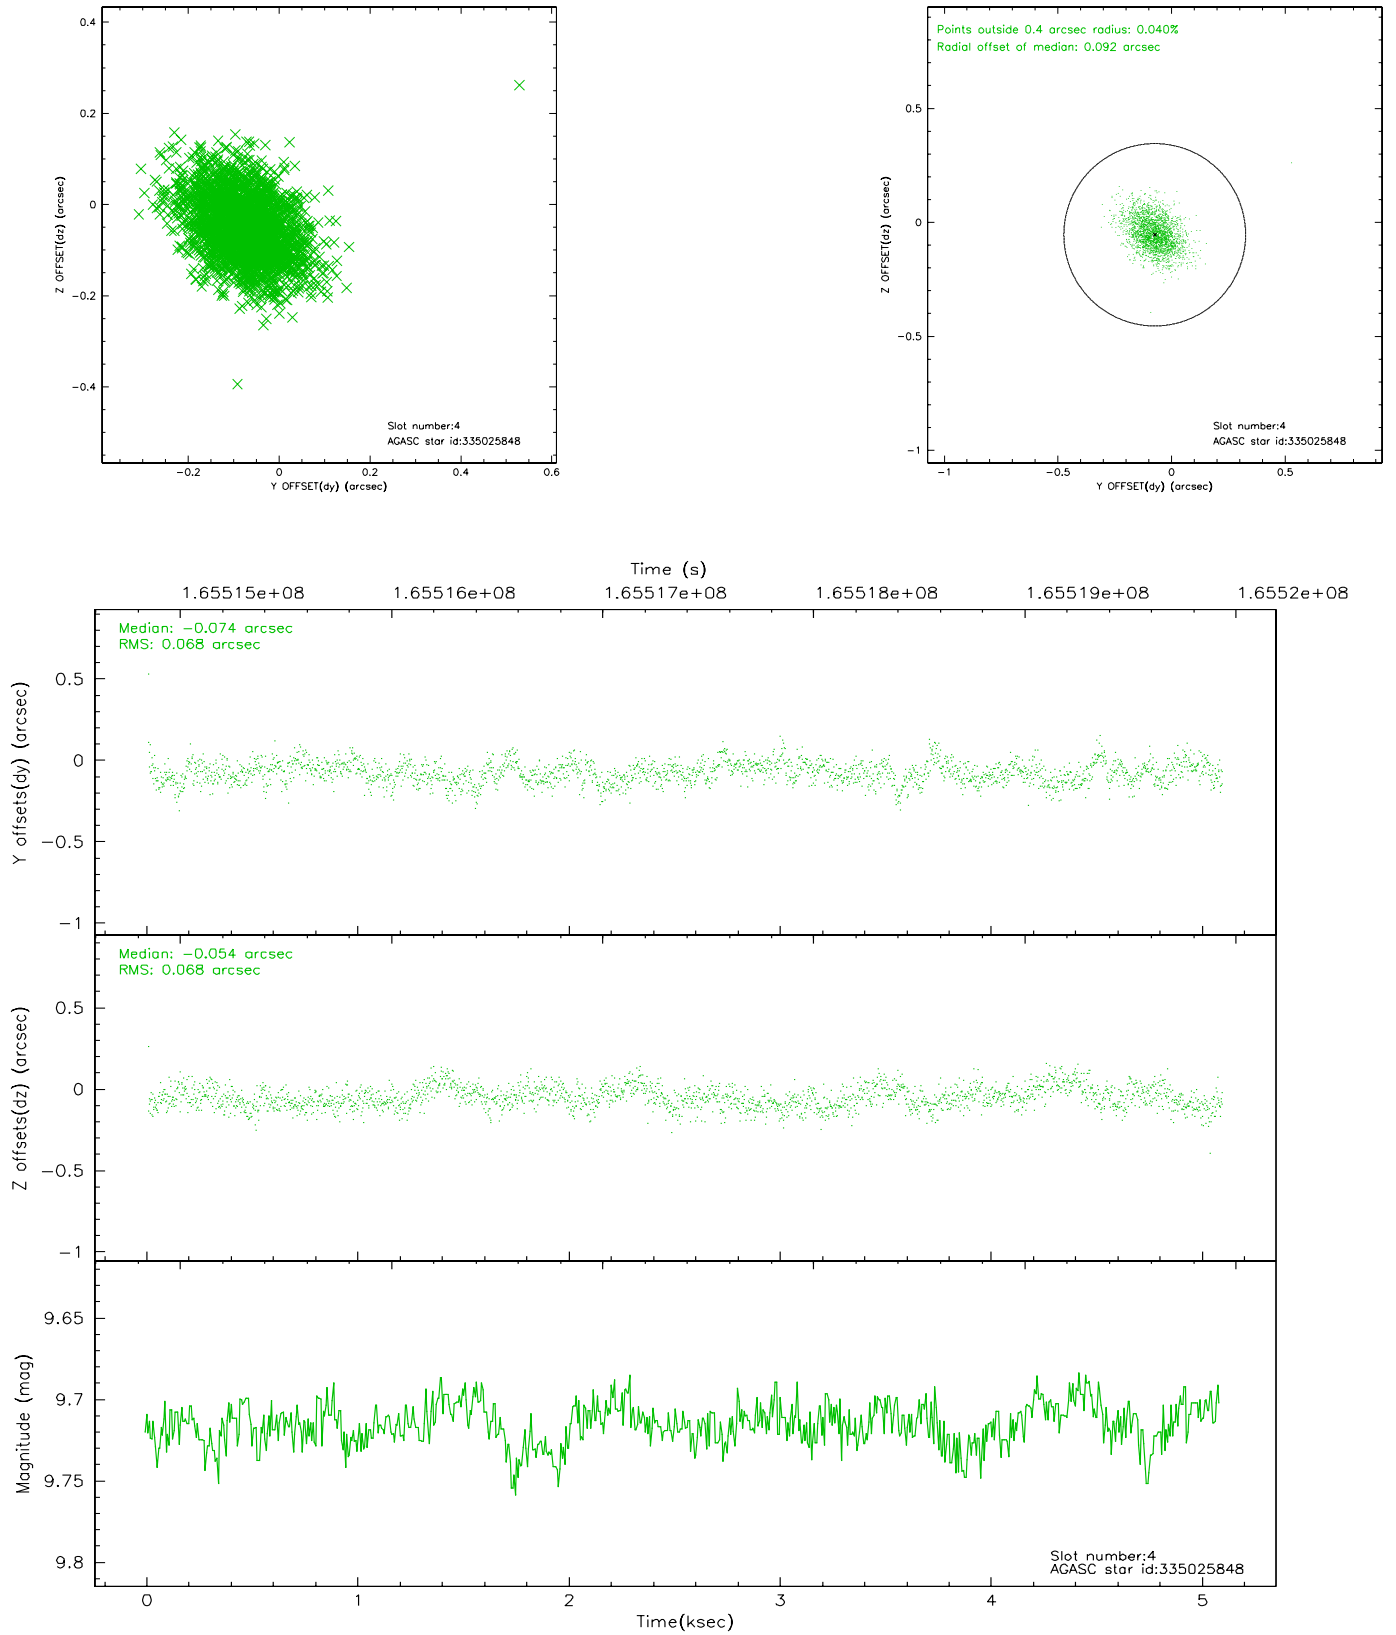 0.4
0.2
0
−0.2
−0.4
Z OFFSET(dz) (arcsec)
Slot number:4
AGASC star id:335025848
−0.2 0 0.2 0.4 0.6
Y OFFSET(dy) (arcsec)
Points outside 0.4 arcsec radius: 0.040%
Radial offset of median: 0.092 arcsec
0.5
0
−0.5
−1
Z OFFSET(dz) (arcsec)
Slot number:4
AGASC star id:335025848
−1 −0.5 0 0.5
Y OFFSET(dy) (arcsec)
Time (s)
1.65515e+08 1.65516e+08 1.65517e+08 1.65518e+08 1.65519e+08 1.6552e+08
Median: −0.074 arcsec
RMS: 0.068 arcsec
0.5
0
−0.5
−1
Y offsets(dy) (arcsec)
Median: −0.054 arcsec
RMS: 0.068 arcsec
0.5
0
−0.5
−1
Z offsets(dz) (arcsec)
9.65
9.7
9.75
9.8
Magnitude (mag)
Slot number:4
AGASC star id:335025848
0 1 2 3 4 5
Time(ksec)